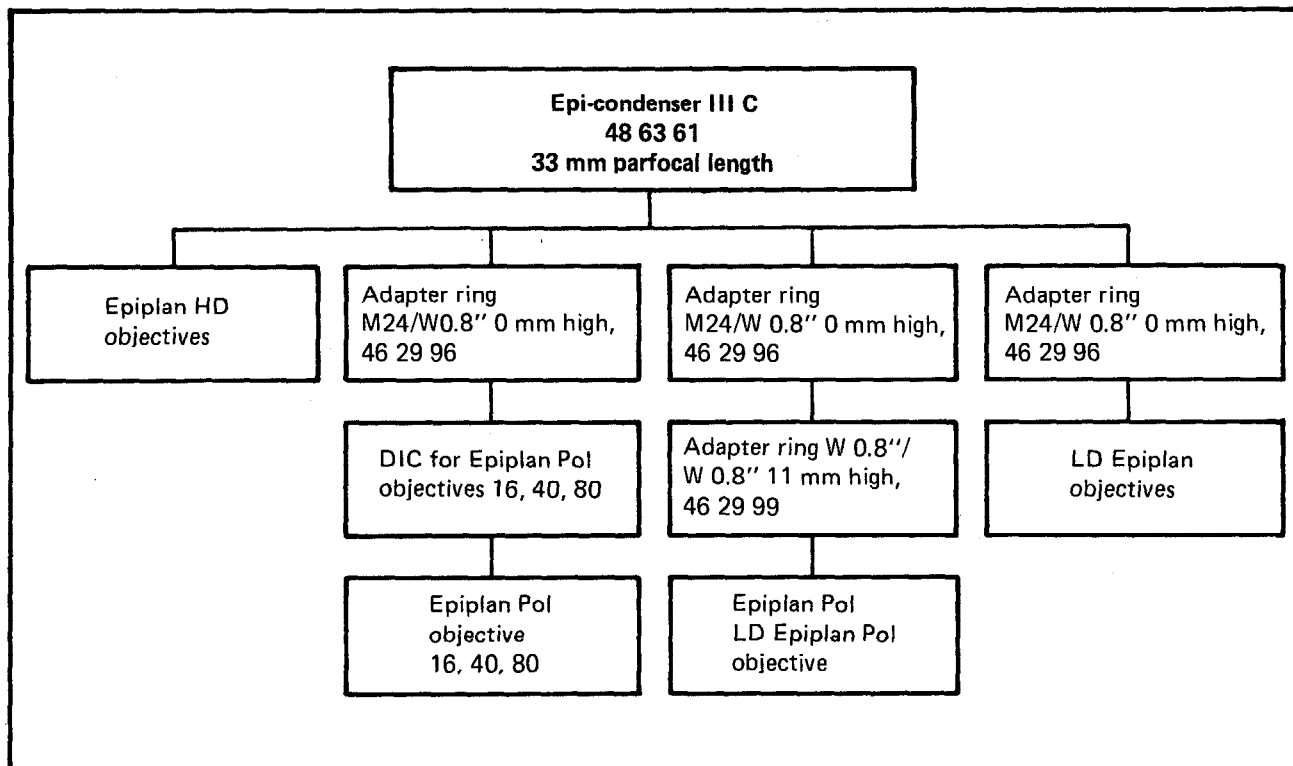 Epi-condenser III C
48 63 61
33 mm parfocal length
Epiplan HD
objectives
Adapter ring
M24/W0.8'' 0 mm high,
46 29 96
Adapter ring
M24/W 0.8'' 0 mm high,
46 29 96
Adapter ring
M24/W 0.8'' 0 mm high,
46 29 96
DIC for Epiplan Pol
objectives 16, 40, 80
Adapter ring W 0.8''/
W 0.8'' 11 mm high,
46 29 99
LD Epiplan
objectives
Epiplan Pol
objective
16, 40, 80
Epiplan Pol
LD Epiplan Pol
objective